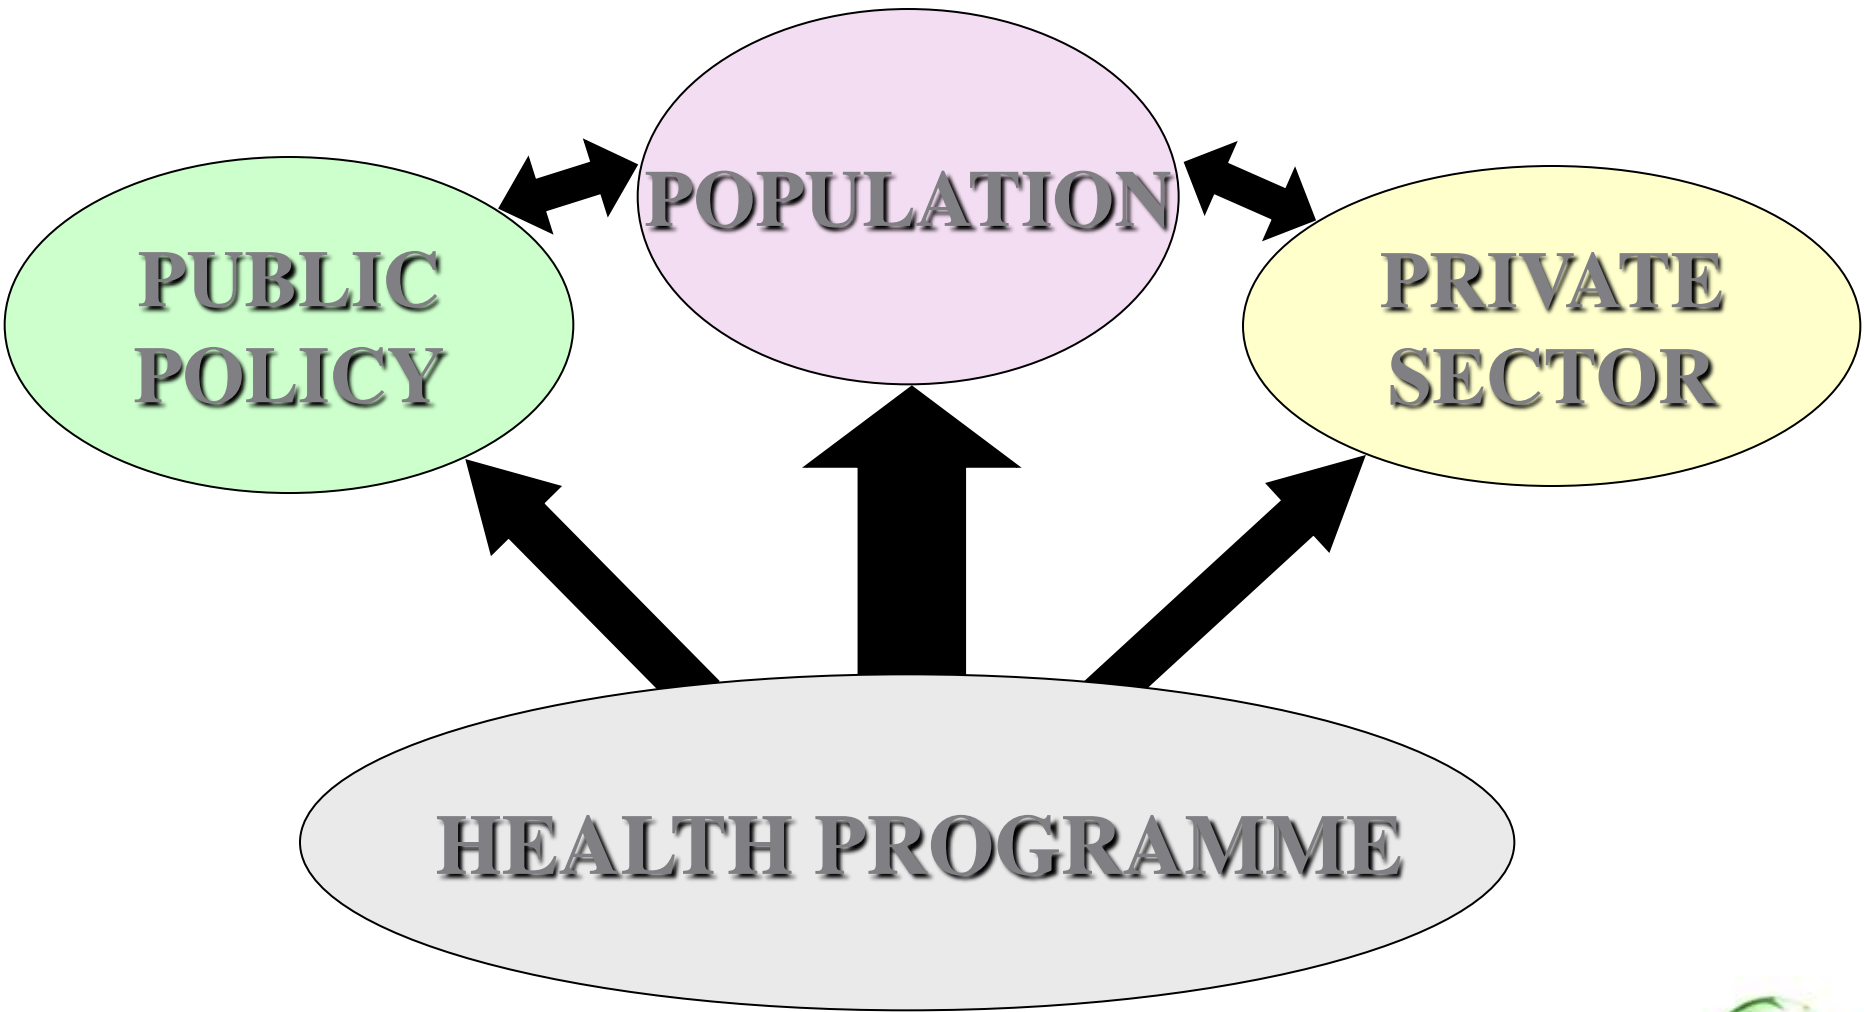 POPULATION
PUBLIC
POLICY
PRIVATE
SECTOR
HEALTH PROGRAMME